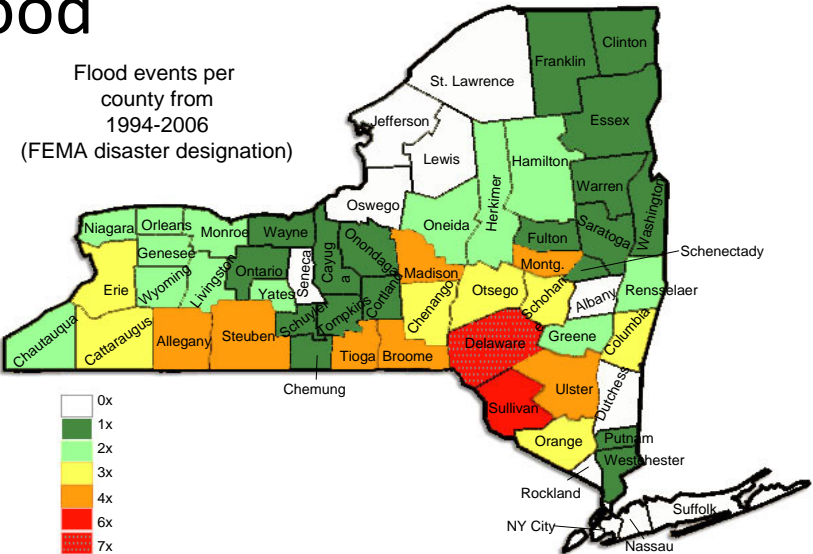 ood
Flood events per
county from
1994-2006
(FEMA disaster designation)
Clinton
Franklin
St. Lawrence
Essex
Jefferson
Lewis
Hamilton
Herkimer
Warren
Washington
Oswego
Oneida
Saratoga
Fulton
Niagara
Orleans
Monroe
Wayne
Cayug
a
Onondaga
Genesee
Seneca
Ontario
Madison
Montg.
Schenectady
Wyoming
Livingston
Yates
Cortland
Chenango
Otsego
Schohari
e
Albany
Rensselaer
Erie
Schuyler
Tompkins
Chautauqua
Cattaraugus
Allegany
Steuben
Tioga
Broome
Delaware
Greene
Columbia
Chemung
Ulster
Dutchess
Sullivan
Orange
Putnam
Westchester
Rockland
NY City
Suffolk
Nassau
0x
1x
2x
3x
4x
6x
7x